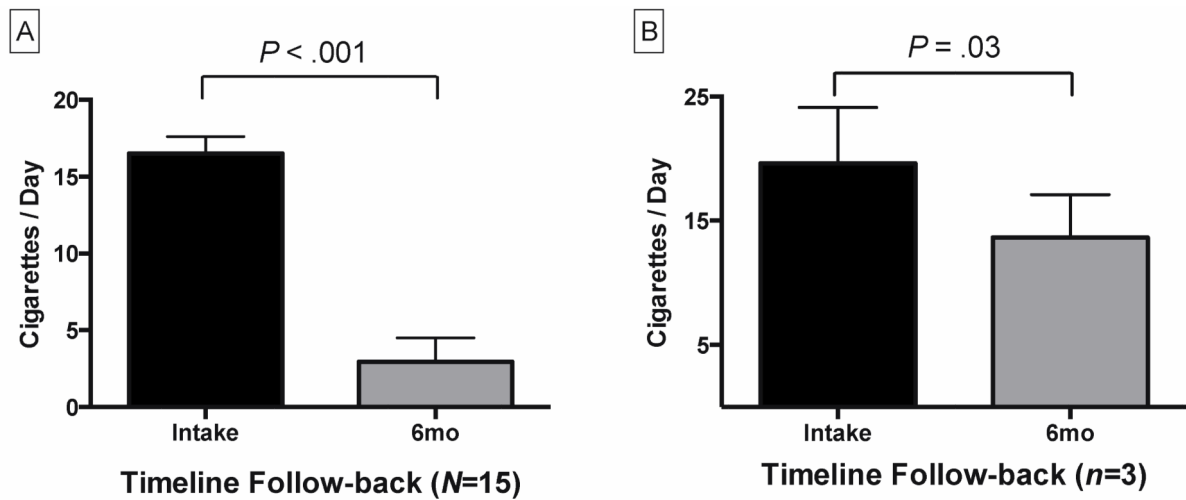 A
P < .001
20
15
10
5
0
Cigarettes / Day
Intake
6mo
Timeline Follow-back (N=15)
B
P = .03
25
15
5
Cigarettes / Day
Intake
6mo
Timeline Follow-back (n=3)